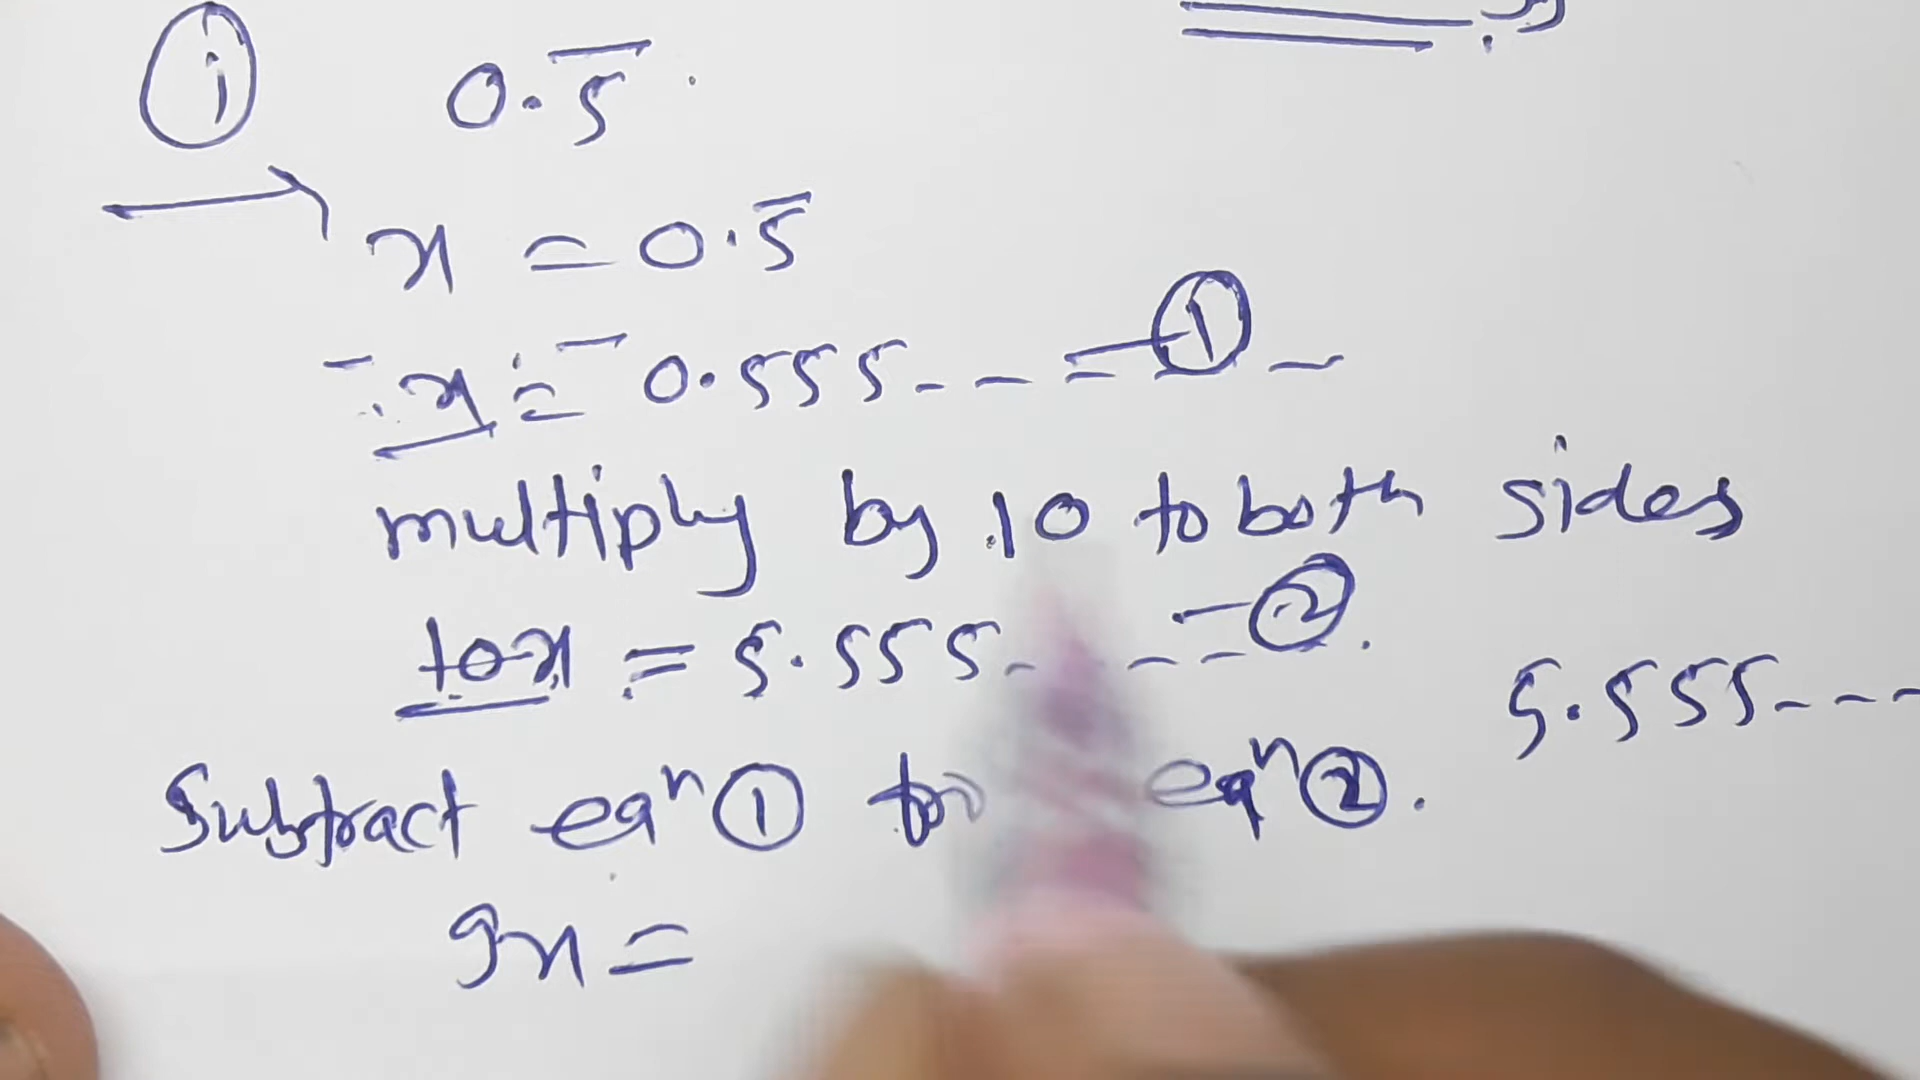 i 0.5̅
x = 0.5̅
x = 0.555--- — 1
multiply by 10 to both sides
10x = 5.555---- — 2
5.555---
Subtract eqⁿ 1 eqⁿ 2.
9x =